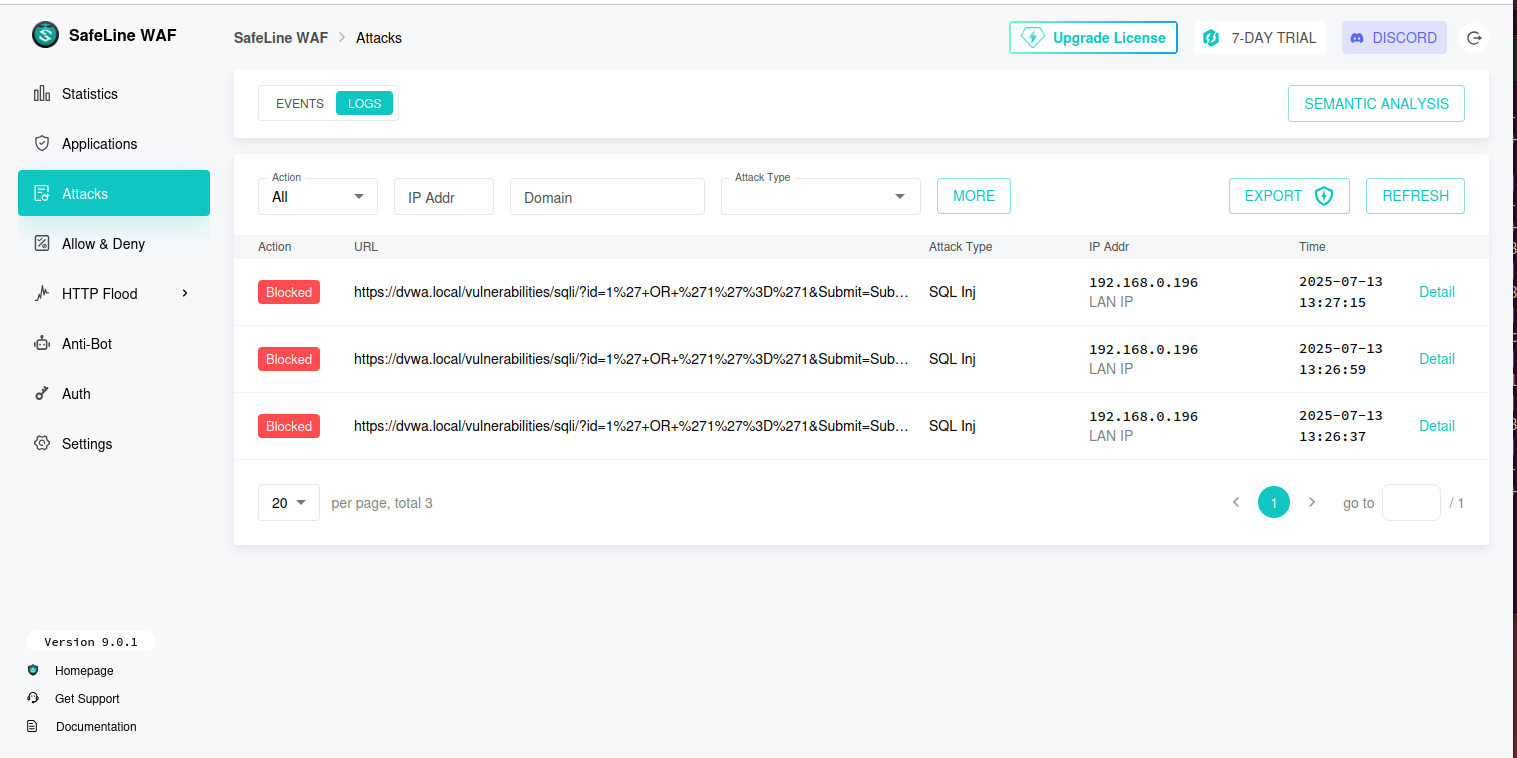 SafeLine WAF
SafeLine WAF > Attacks
Upgrade License
7-DAY TRIAL
DISCORD
Statistics
Applications
Attacks
Allow & Deny
HTTP Flood
Anti-Bot
Auth
Settings
EVENTS LOGS
SEMANTIC ANALYSIS
Action
All
IP Addr
Domain
Attack Type
MORE
EXPORT
REFRESH
Action URL Attack Type IP Addr Time
Blocked https://dvwa.local/vulnerabilities/sqli/?id=1%27+OR+%271%27%3D%271&Submit=Sub... SQL Inj 192.168.0.196 2025-07-13 Detail
LAN IP 13:27:15
Blocked https://dvwa.local/vulnerabilities/sqli/?id=1%27+OR+%271%27%3D%271&Submit=Sub... SQL Inj 192.168.0.196 2025-07-13 Detail
LAN IP 13:26:59
Blocked https://dvwa.local/vulnerabilities/sqli/?id=1%27+OR+%271%27%3D%271&Submit=Sub... SQL Inj 192.168.0.196 2025-07-13 Detail
LAN IP 13:26:37
20 per page, total 3
< 1 > go to / 1
Version 9.0.1
Homepage
Get Support
Documentation